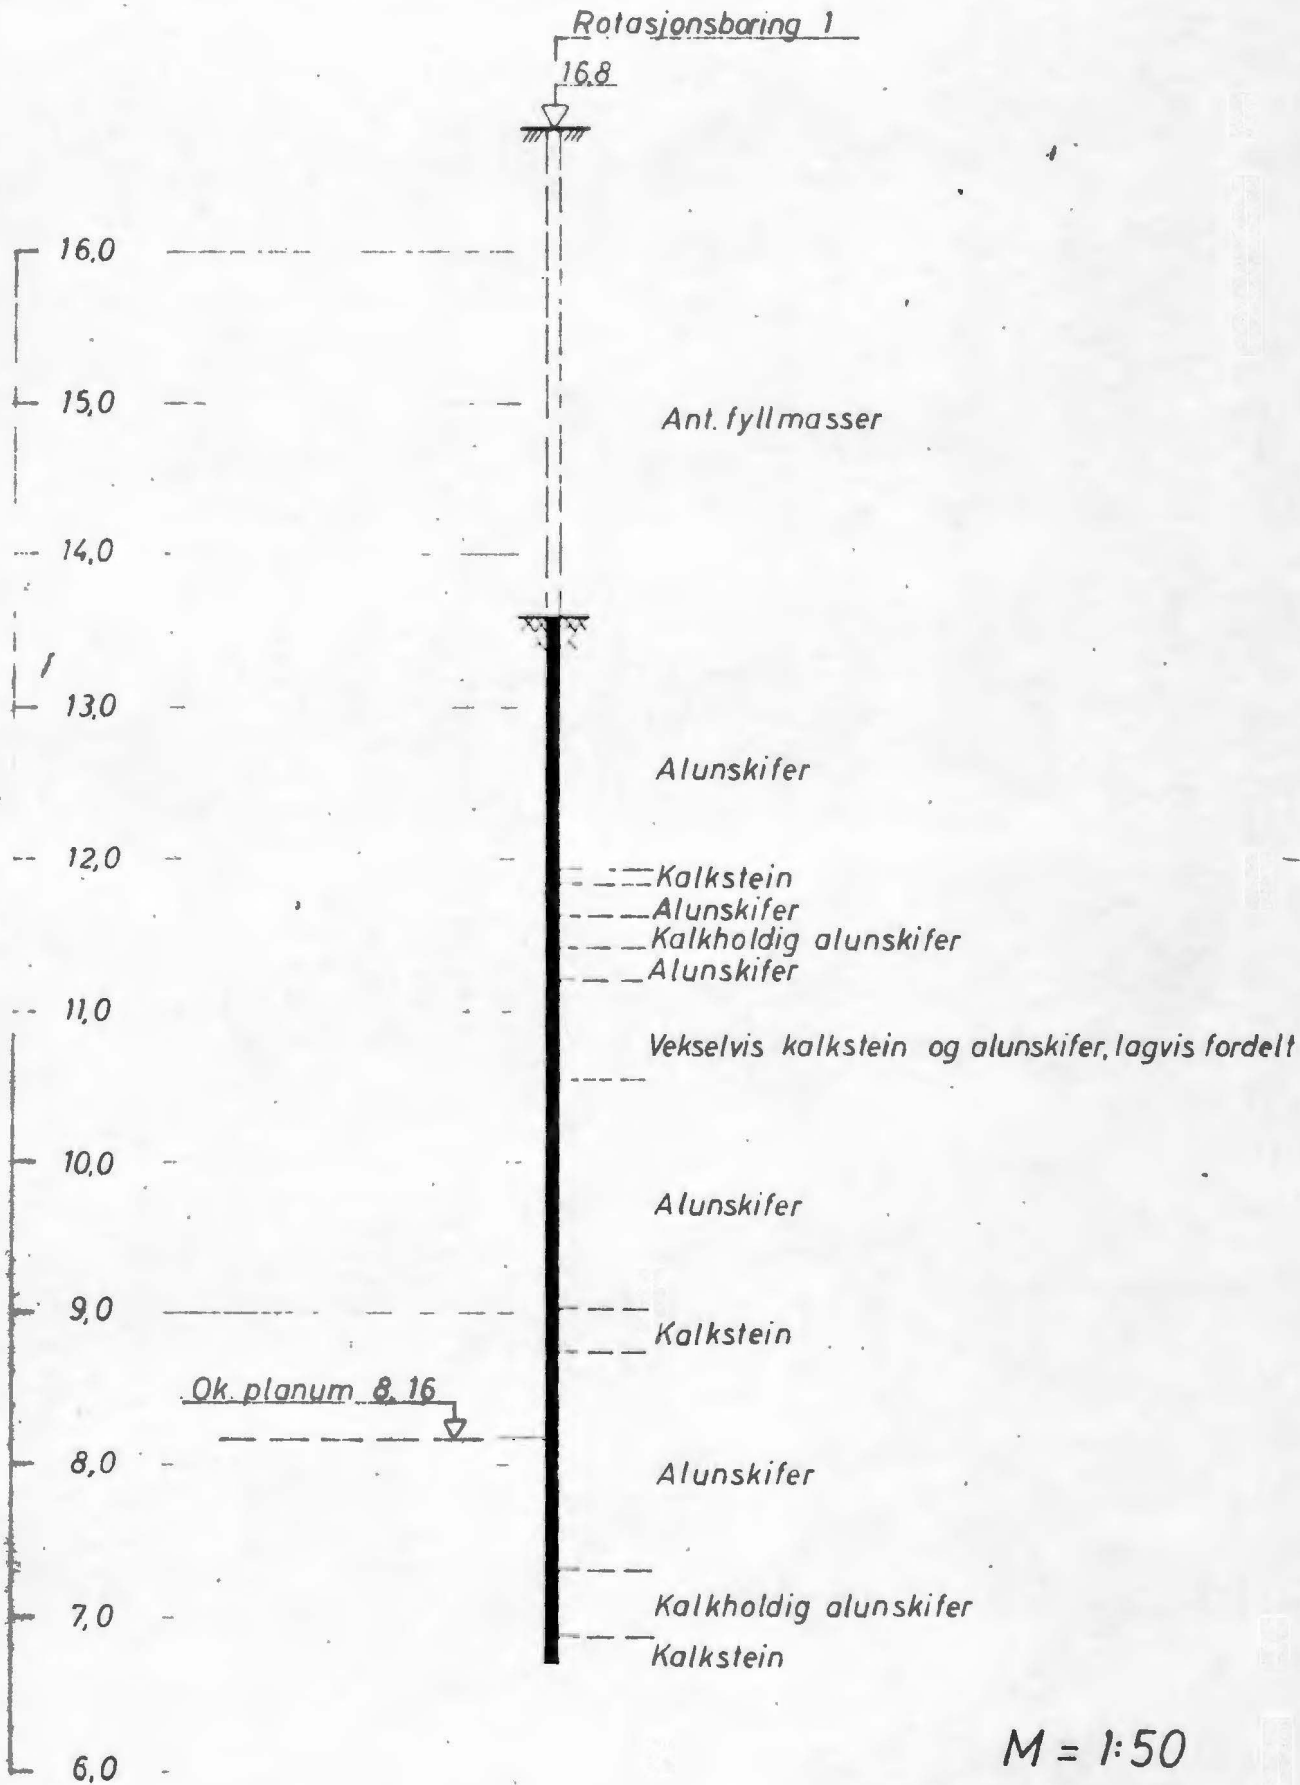 Rotasjonsboring 1
16,8
16,0
15,0
Ant. fyllmasser
14,0
13,0
Alunskifer
12,0
Kalkstein
Alunskifer
Kalkholdig alunskifer
Alunskifer
11,0
Vekselvis kalkstein og alunskifer, lagvis fordelt
10,0
Alunskifer
9,0
Kalkstein
Ok. planum 8.16
8,0
Alunskifer
7,0
Kalkholdig alunskifer
Kalkstein
M = 1:50
6,0